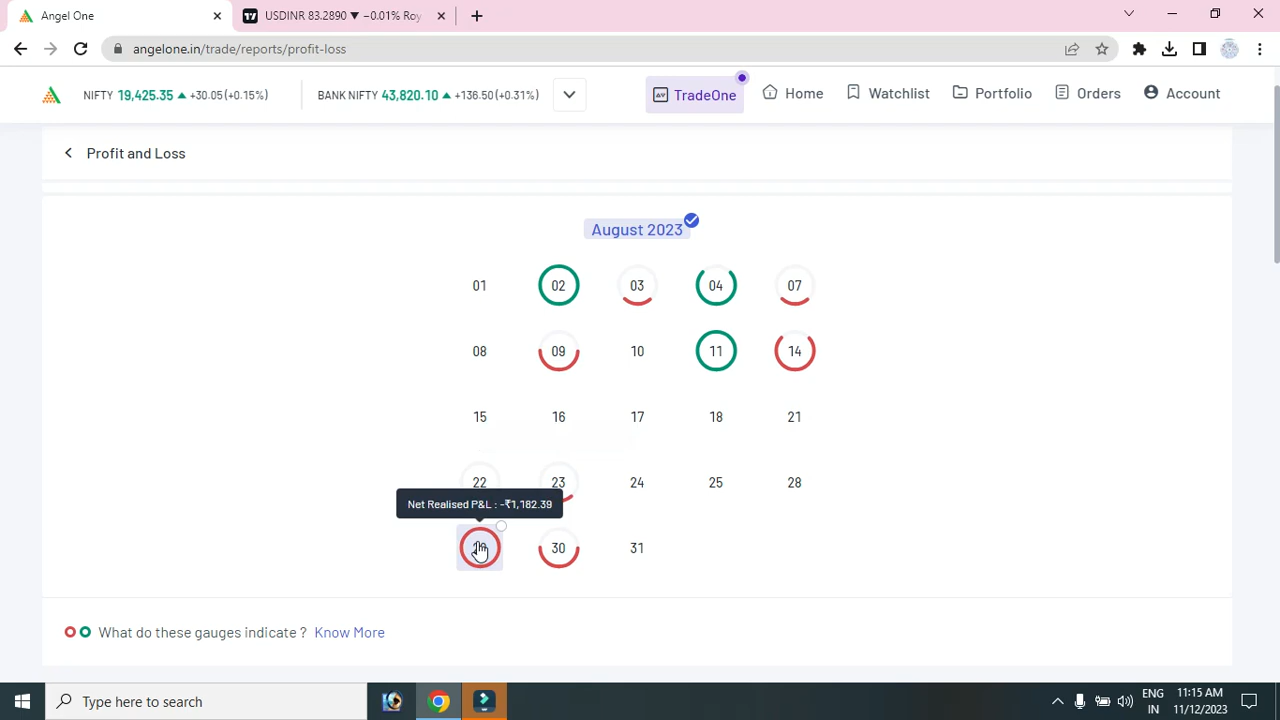 Angel One
USDINR 83.2890 ▼ −0.01% Roy
angelone.in/trade/reports/profit-loss
NIFTY 19,425.35 ▲ +30.05(+0.15%)
BANK NIFTY 43,820.10 ▲ +136.50(+0.31%)
TradeOne
Home
Watchlist
Portfolio
Orders
Account
Profit and Loss
August 2023
01 02 03 04 07
08 09 10 11 14
15 16 17 18 21
22 23 24 25 28
Net Realised P&L : -₹1,182.39
30 31
What do these gauges indicate ? Know More
Type here to search
ENG
IN
11:15 AM
11/12/2023